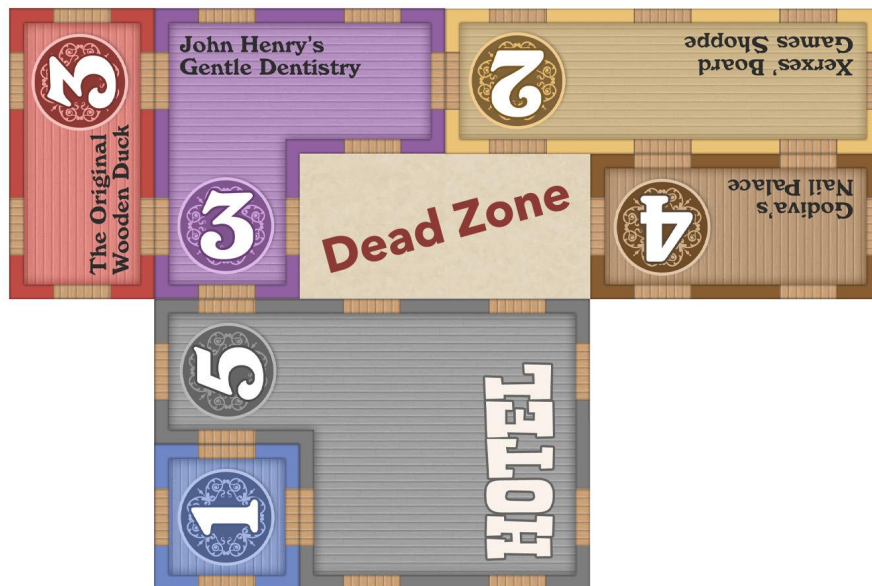 3
The Original
Wooden Duck
John Henry's
Gentle Dentistry
3
2
Xerxes' Board
Games Shoppe
Dead Zone
4
Godiva's
Nail Palace
5
HOTEL
1